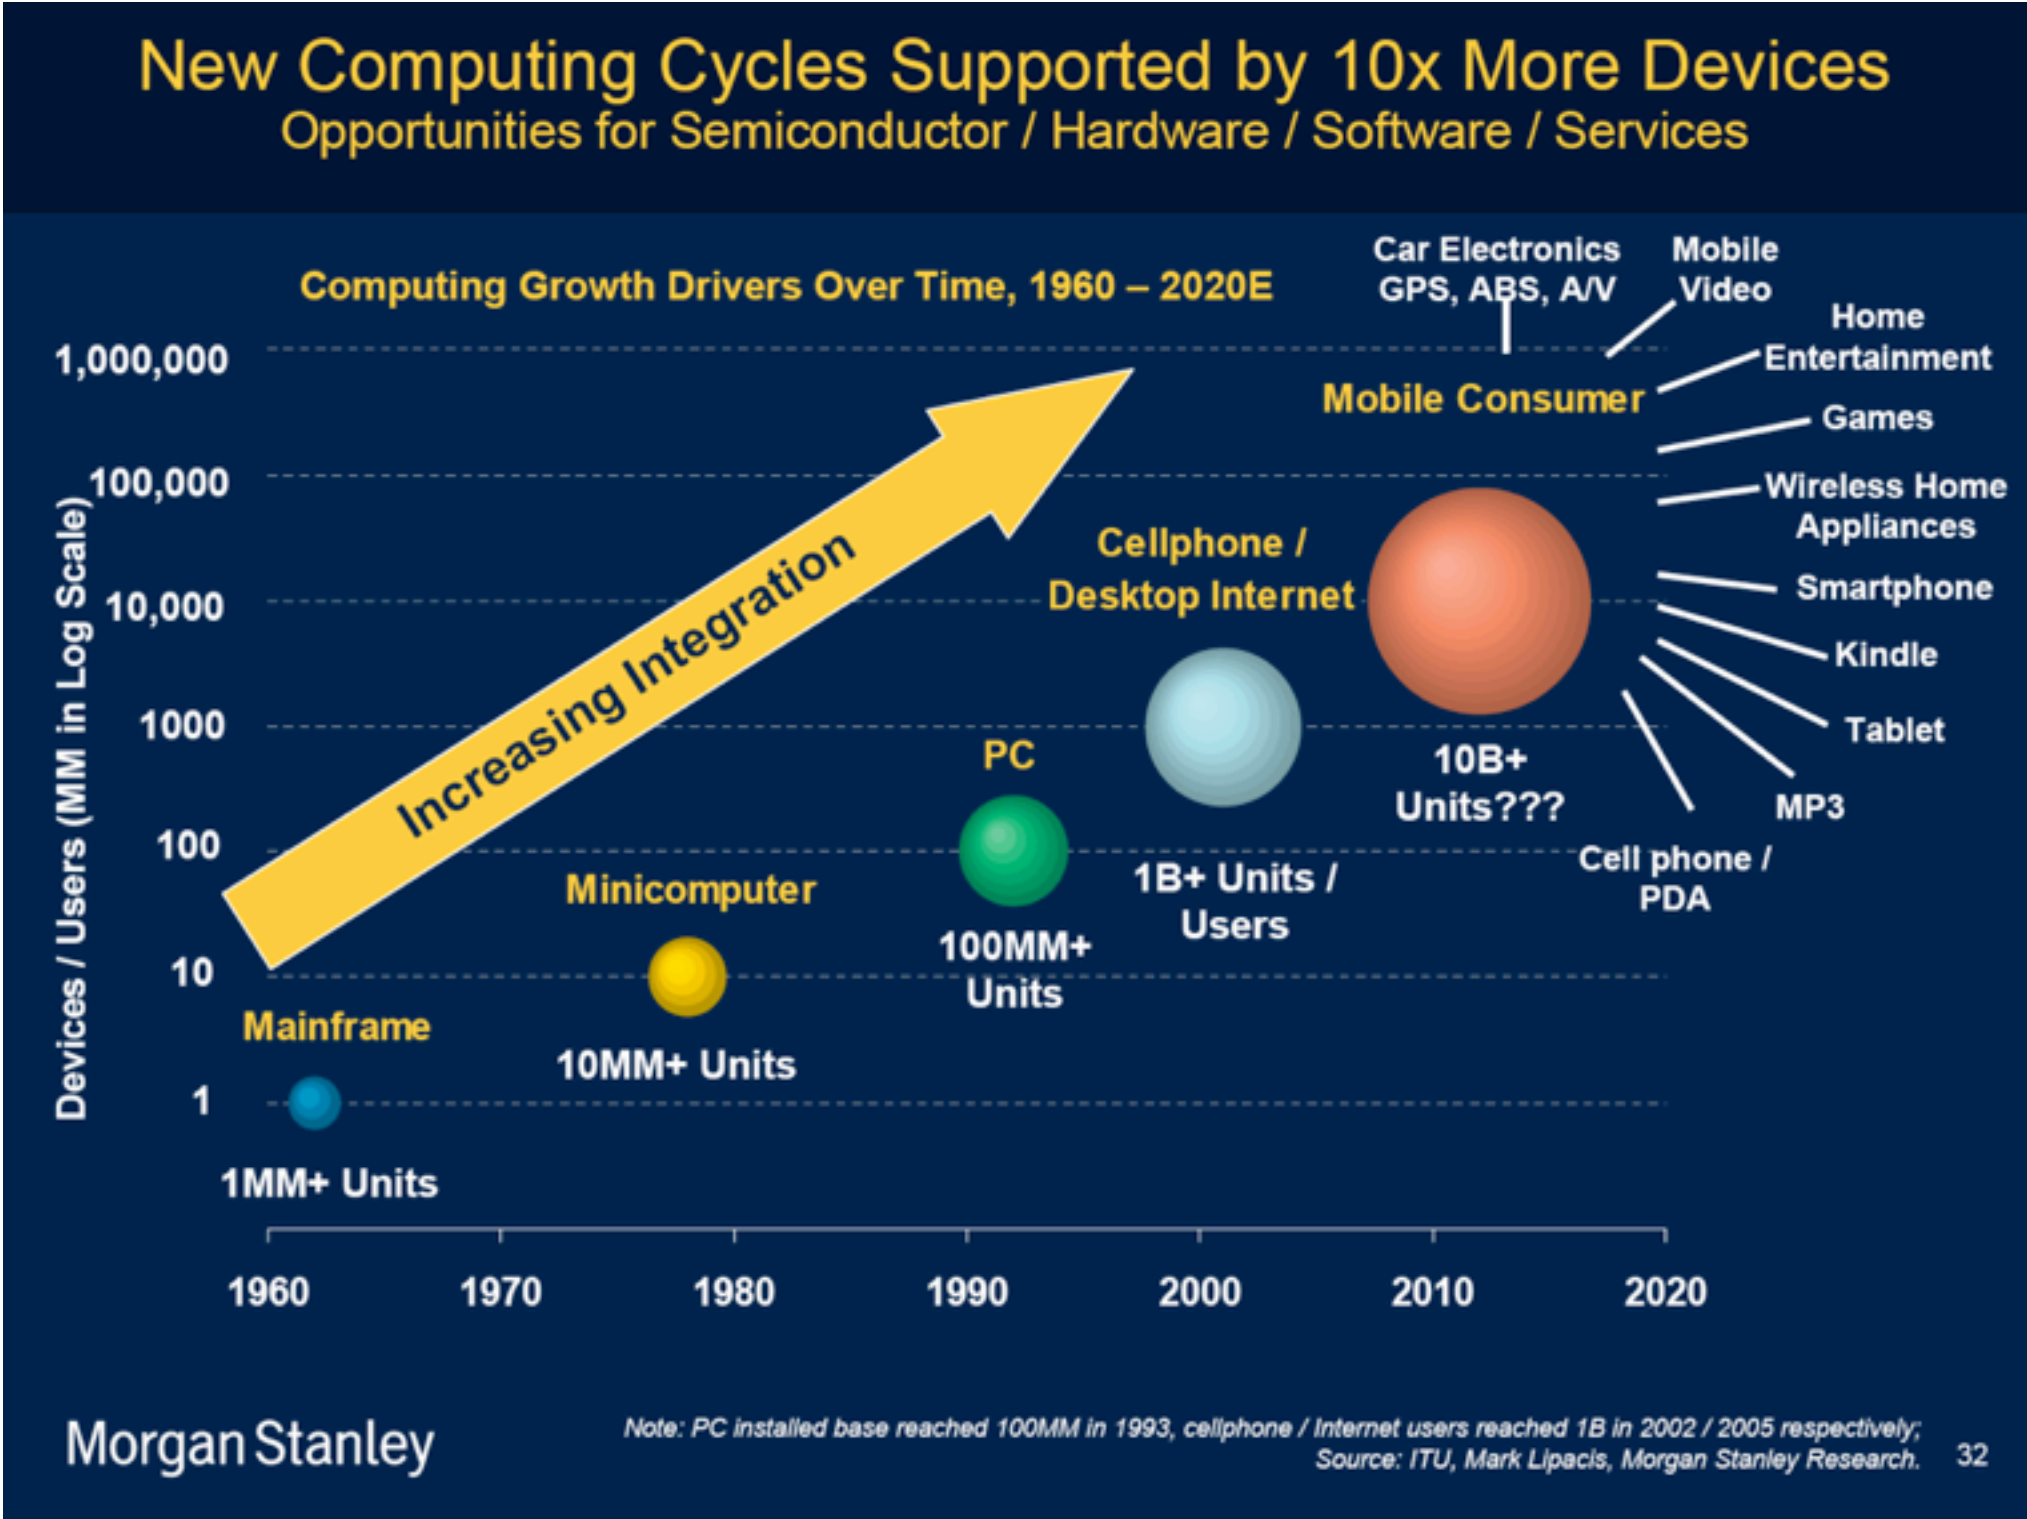 New Computing Cycles Supported by 10x More Devices
Opportunities for Semiconductor / Hardware / Software / Services
Computing Growth Drivers Over Time, 1960 – 2020E
Car Electronics
GPS, ABS, A/V
Mobile
Video
Home
Entertainment
Games
Wireless Home
Appliances
Smartphone
Kindle
Tablet
MP3
Cell phone /
PDA
Devices / Users (MM in Log Scale)
1,000,000
100,000
10,000
1000
100
10
1
Increasing Integration
Mainframe
1MM+ Units
Minicomputer
10MM+ Units
PC
100MM+
Units
Cellphone /
Desktop Internet
1B+ Units /
Users
Mobile Consumer
10B+
Units???
1960
1970
1980
1990
2000
2010
2020
Morgan Stanley
Note: PC installed base reached 100MM in 1993, cellphone / Internet users reached 1B in 2002 / 2005 respectively;
Source: ITU, Mark Lipacis, Morgan Stanley Research.
32